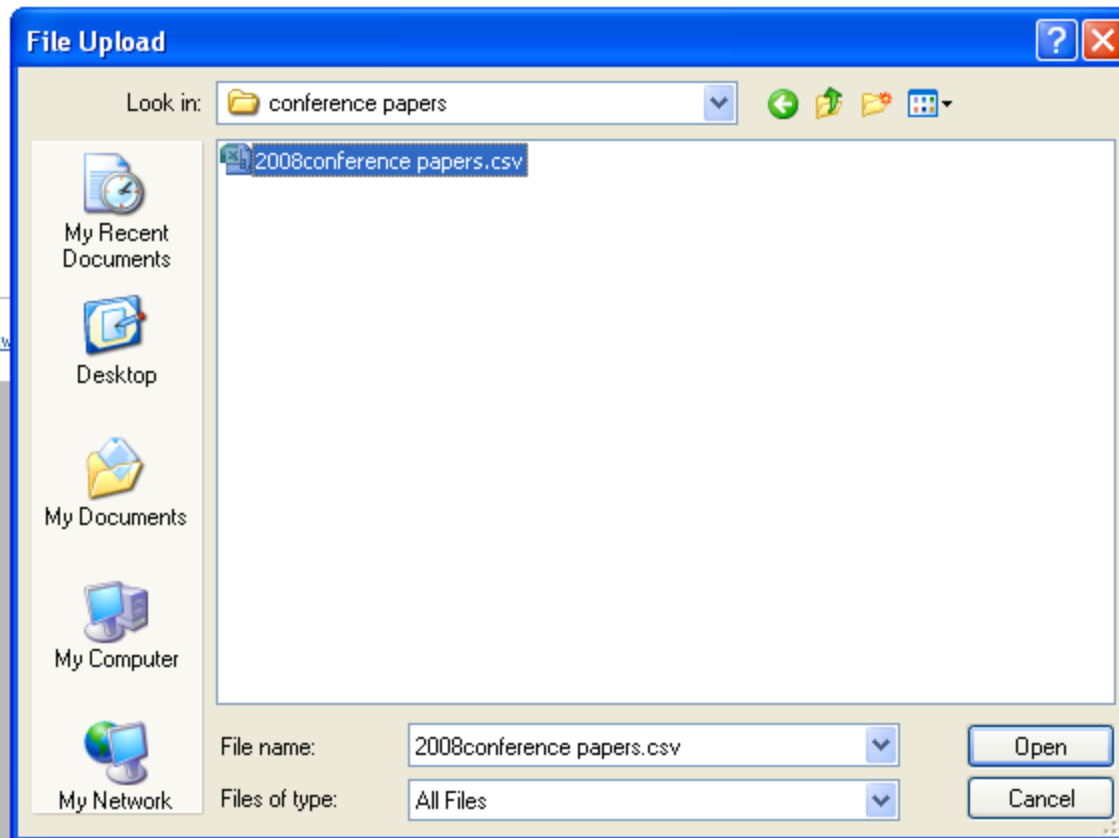 File Upload
Look in:
conference papers
2008conference papers.csv
My Recent
Documents
Desktop
My Documents
My Computer
My Network
File name:
2008conference papers.csv
Open
Files of type:
All Files
Cancel